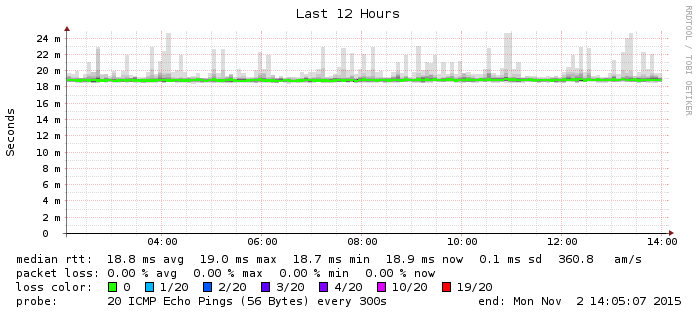 Last 12 Hours
RRDTOOL / TOBI OETIKER
Seconds
24 m
22 m
20 m
18 m
16 m
14 m
12 m
10 m
8 m
6 m
4 m
2 m
0
04:00 06:00 08:00 10:00 12:00 14:00
median rtt: 18.8 ms avg 19.0 ms max 18.7 ms min 18.9 ms now 0.1 ms sd 360.8 am/s
packet loss: 0.00 % avg 0.00 % max 0.00 % min 0.00 % now
loss color: 0 1/20 2/20 3/20 4/20 10/20 19/20
probe: 20 ICMP Echo Pings (56 Bytes) every 300s end: Mon Nov 2 14:05:07 2015